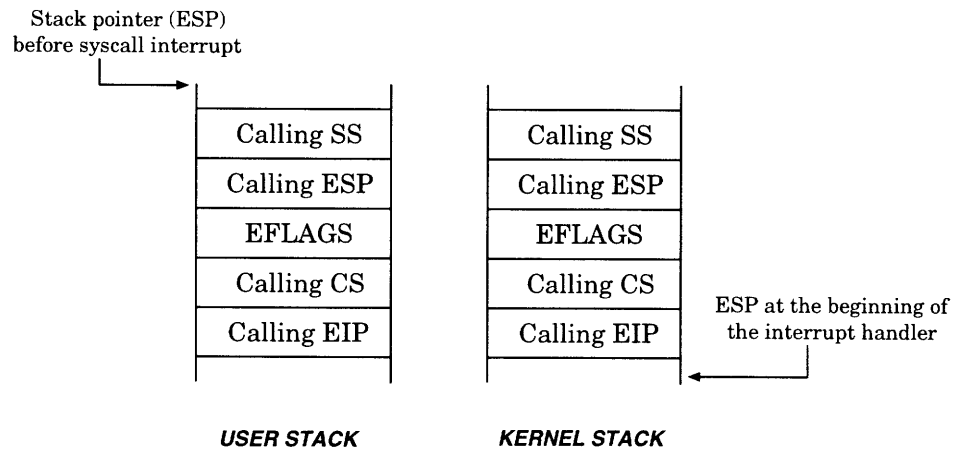 Stack pointer (ESP)
before syscall interrupt
Calling SS
Calling ESP
EFLAGS
Calling CS
Calling EIP
Calling SS
Calling ESP
EFLAGS
Calling CS
Calling EIP
ESP at the beginning of
the interrupt handler
USER STACK
KERNEL STACK